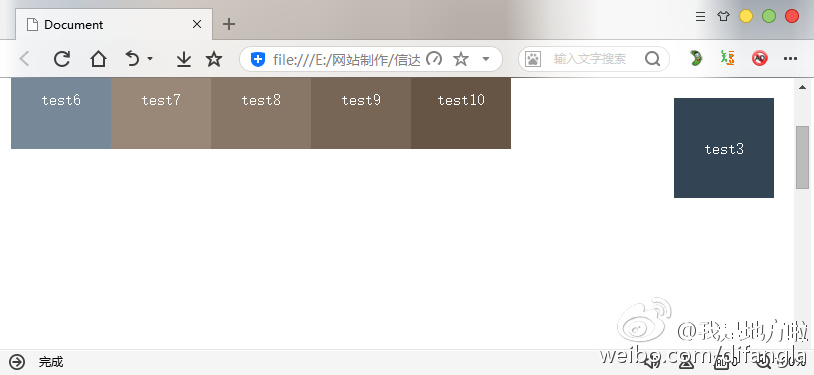 Document
file:///E:/网站制作/信达
输入文字搜索
test6 test7 test8 test9 test10
test3
@我是地方啦
weibo.com/difangla
完成